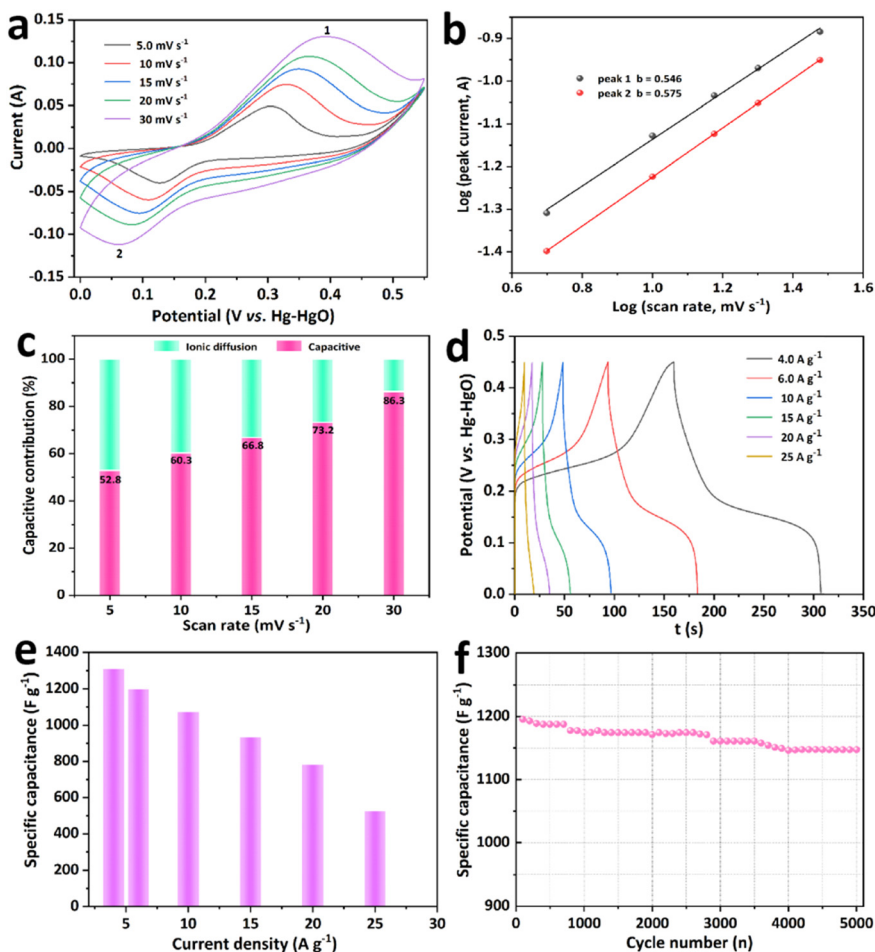 a
0.15
0.10
0.05
0.00
-0.05
-0.10
-0.15
Current (A)
5.0 mV s⁻¹
10 mV s⁻¹
15 mV s⁻¹
20 mV s⁻¹
30 mV s⁻¹
1
2
0.0 0.1 0.2 0.3 0.4 0.5
Potential (V vs. Hg-HgO)
b
-0.9
-1.0
-1.1
-1.2
-1.3
-1.4
Log (peak current, A)
peak 1 b = 0.546
peak 2 b = 0.575
0.6 0.8 1.0 1.2 1.4 1.6
Log (scan rate, mV s⁻¹)
c
Ionic diffusion Capacitive
100
80
60
40
20
0
Capacitive contribution (%)
52.8
60.3
66.8
73.2
86.3
5 10 15 20 30
Scan rate (mV s⁻¹)
d
0.5
0.4
0.3
0.2
0.1
0.0
Potential (V vs. Hg-HgO)
4.0 A g⁻¹
6.0 A g⁻¹
10 A g⁻¹
15 A g⁻¹
20 A g⁻¹
25 A g⁻¹
0 50 100 150 200 250 300 350
t (s)
e
1400
1200
1000
800
600
400
200
0
Specific capacitance (F g⁻¹)
5 10 15 20 25 30
Current density (A g⁻¹)
f
1300
1200
1100
1000
900
Specific capacitance (F g⁻¹)
0 1000 2000 3000 4000 5000
Cycle number (n)